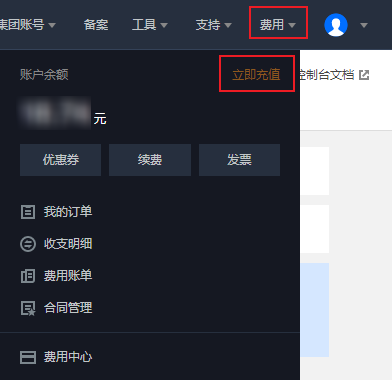 集团账号 备案 工具 支持 费用
账户余额 立即充值 控制台文档
元
优惠券 续费 发票
我的订单
收支明细
费用账单
合同管理
费用中心